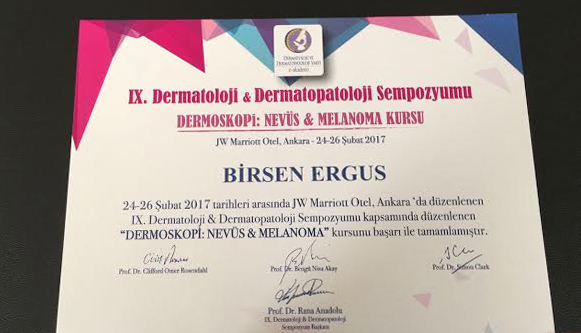 DERMATOLOJİ VE
DERMATOPATOLOJİ VAKFI
e-akademi
IX. Dermatoloji & Dermatopatoloji Sempozyumu
DERMOSKOPİ: NEVÜS & MELANOMA KURSU
JW Marriott Otel, Ankara - 24-26 Şubat 2017
BİRSEN ERGUS
24-26 Şubat 2017 tarihleri arasında JW Marriott Otel, Ankara 'da düzenlenen
IX. Dermatoloji & Dermatopatoloji Sempozyumu kapsamında düzenlenen
“DERMOSKOPİ: NEVÜS & MELANOMA” kursunu başarı ile tamamlamıştır.
Prof. Dr. Clifford Omer Rosendahl Prof. Dr. Bengü Nisa Akay Prof. Dr. Simon Clark
Prof. Dr. Rana Anadolu
IX. Dermatoloji & Dermatopatoloji
Sempozyum Başkanı